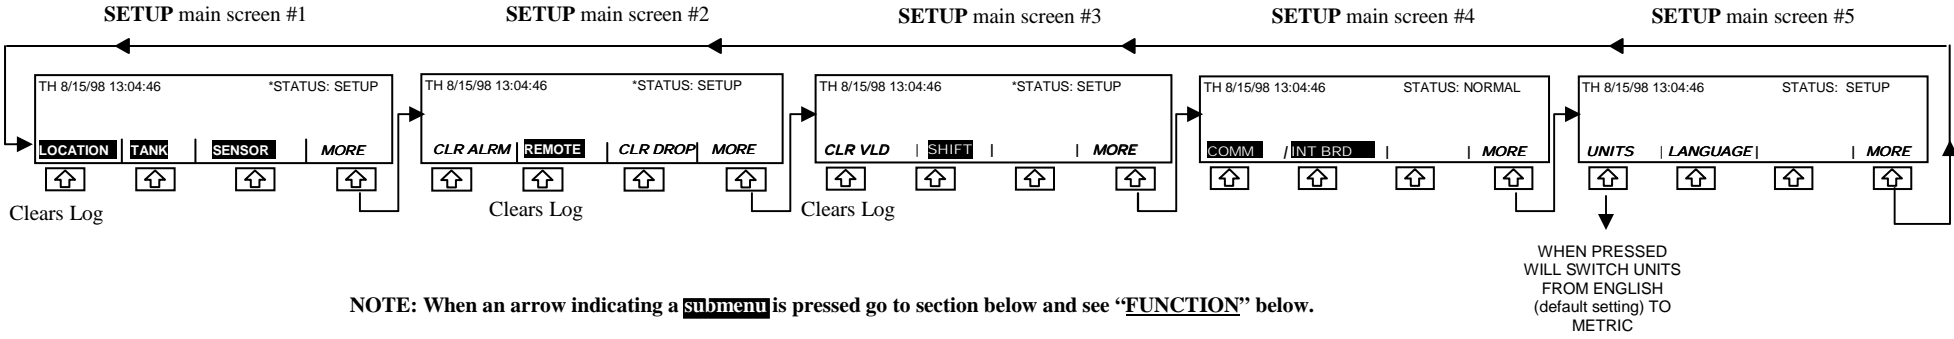 SETUP main screen #1
SETUP main screen #2
SETUP main screen #3
SETUP main screen #4
SETUP main screen #5
TH 8/15/98 13:04:46 *STATUS: SETUP
LOCATION | TANK | SENSOR | MORE
Clears Log
TH 8/15/98 13:04:46 *STATUS: SETUP
CLR ALRM | REMOTE | CLR DROP| MORE
Clears Log
TH 8/15/98 13:04:46 *STATUS: SETUP
CLR VLD | SHIFT | | MORE
Clears Log
TH 8/15/98 13:04:46 STATUS: NORMAL
COMM / INT BRD | | MORE
TH 8/15/98 13:04:46 STATUS: SETUP
UNITS | LANGUAGE | | MORE
WHEN PRESSED
WILL SWITCH UNITS
FROM ENGLISH
(default setting) TO
METRIC
NOTE: When an arrow indicating a submenu is pressed go to section below and see “FUNCTION” below.